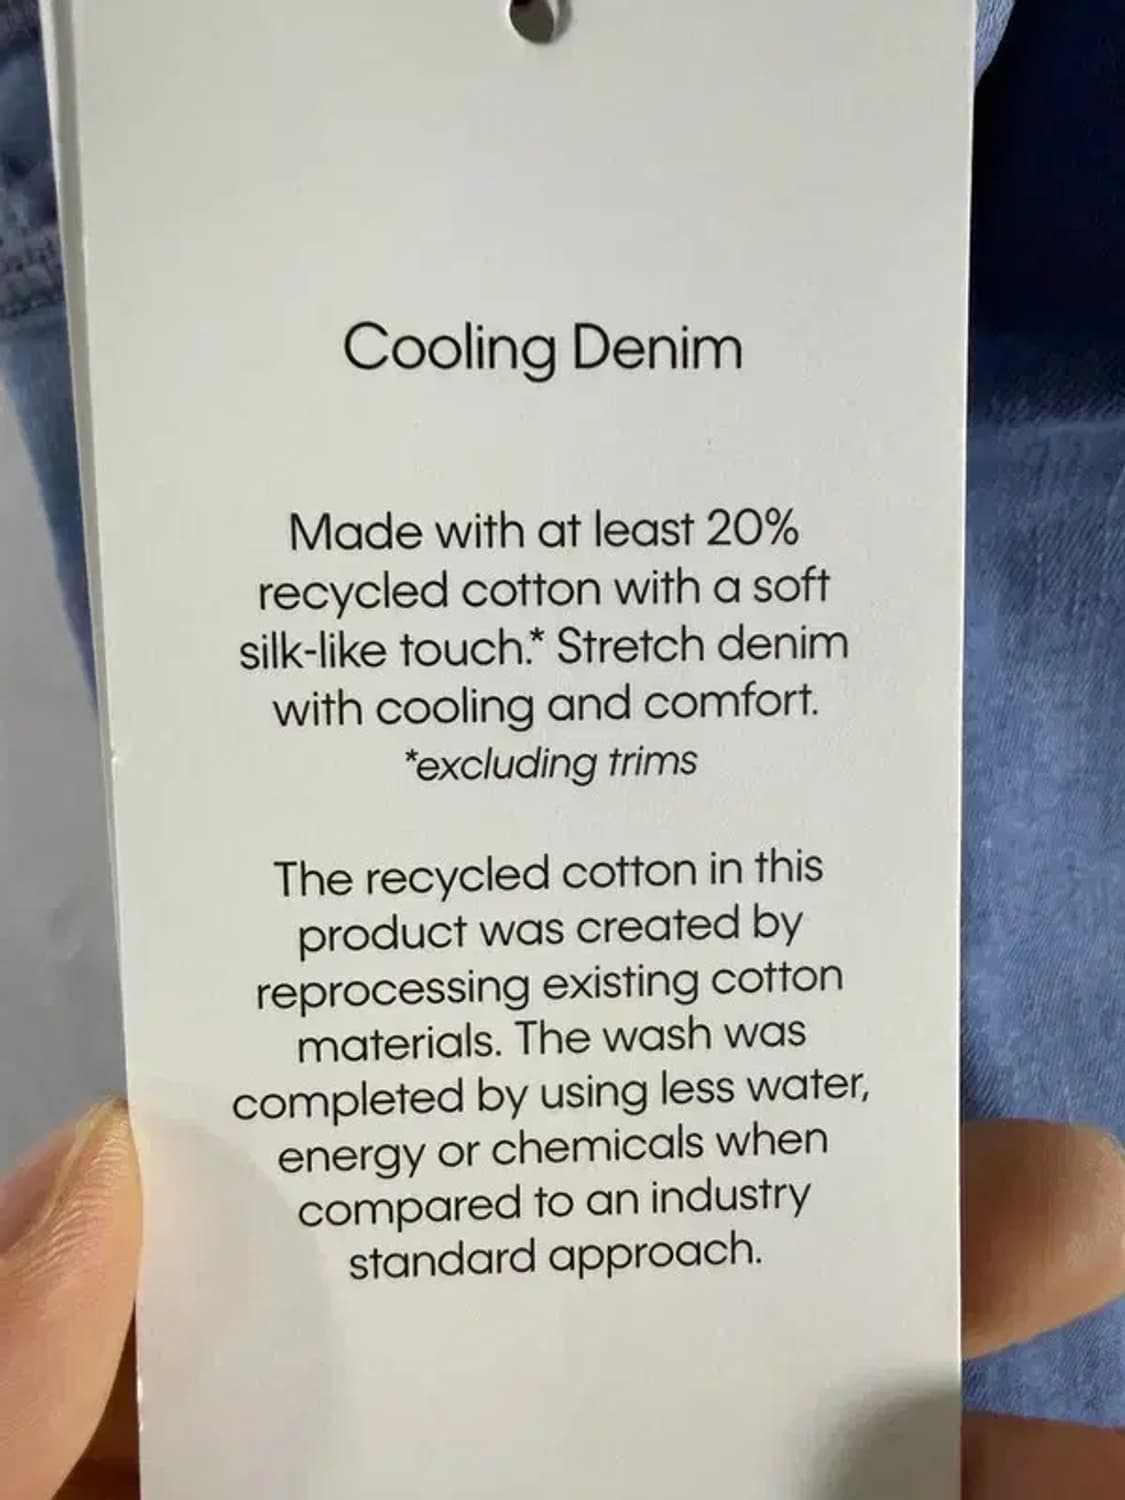 Cooling Denim
Made with at least 20%
recycled cotton with a soft
silk-like touch.* Stretch denim
with cooling and comfort.
*excluding trims
The recycled cotton in this
product was created by
reprocessing existing cotton
materials. The wash was
completed by using less water,
energy or chemicals when
compared to an industry
standard approach.